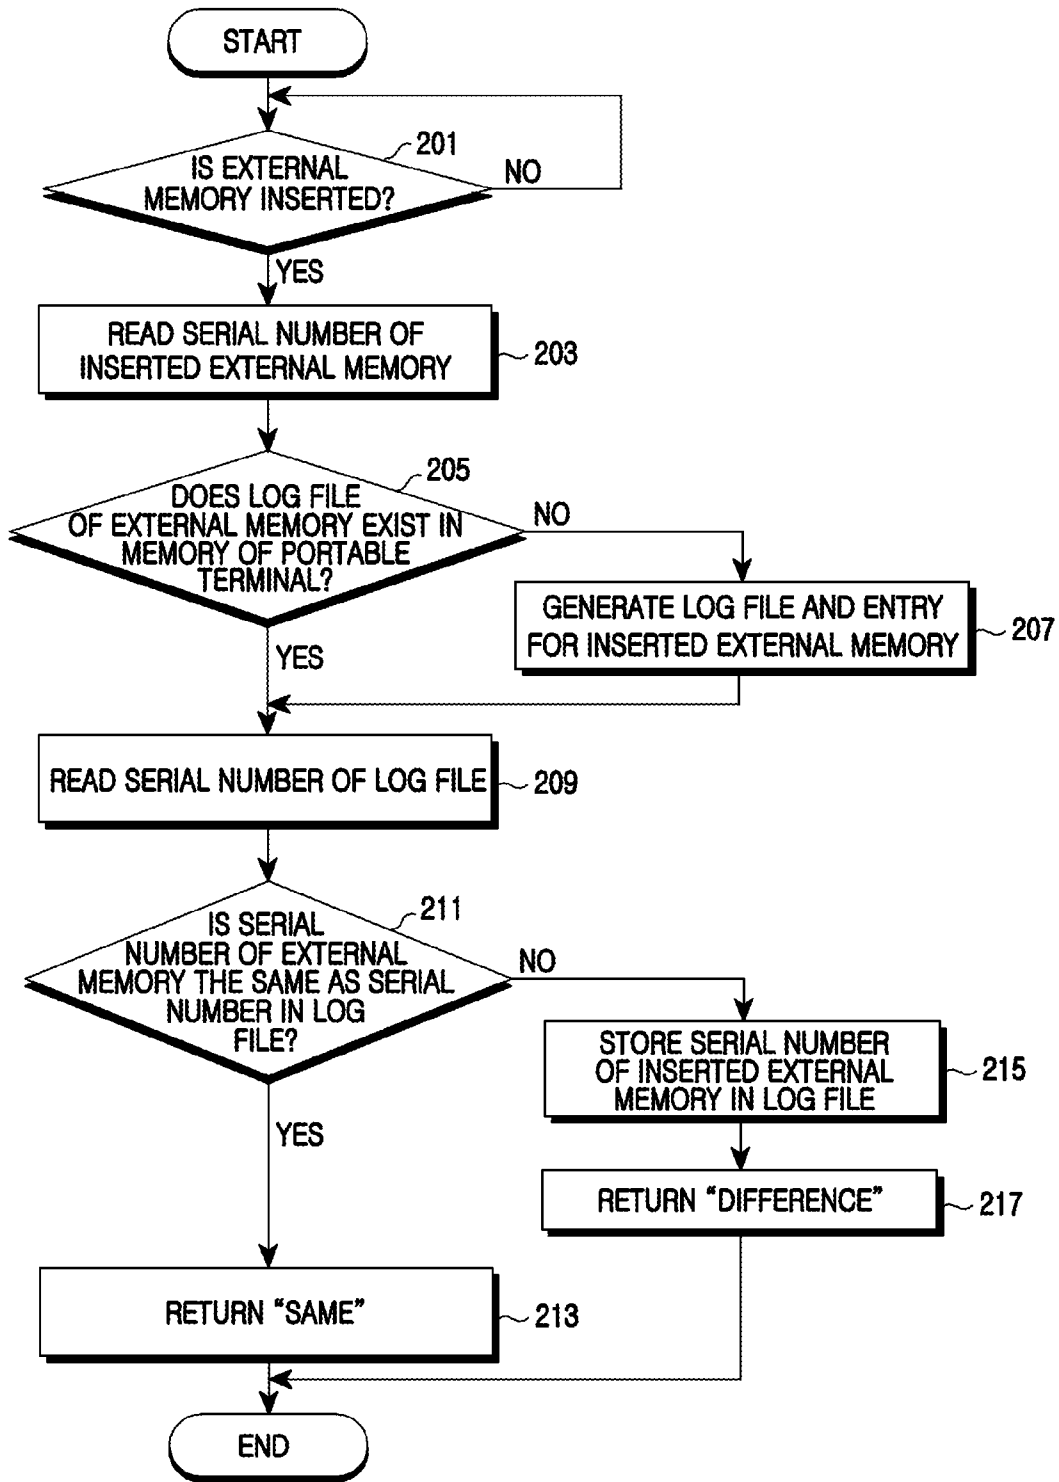 START
201
IS EXTERNAL
MEMORY INSERTED?
NO
YES
READ SERIAL NUMBER OF
INSERTED EXTERNAL MEMORY
203
205
DOES LOG FILE
OF EXTERNAL MEMORY EXIST IN
MEMORY OF PORTABLE
TERMINAL?
NO
GENERATE LOG FILE AND ENTRY
FOR INSERTED EXTERNAL MEMORY
207
YES
READ SERIAL NUMBER OF LOG FILE
209
211
IS SERIAL
NUMBER OF EXTERNAL
MEMORY THE SAME AS SERIAL
NUMBER IN LOG
FILE?
NO
STORE SERIAL NUMBER
OF INSERTED EXTERNAL
MEMORY IN LOG FILE
215
YES
RETURN “DIFFERENCE”
217
RETURN “SAME”
213
END